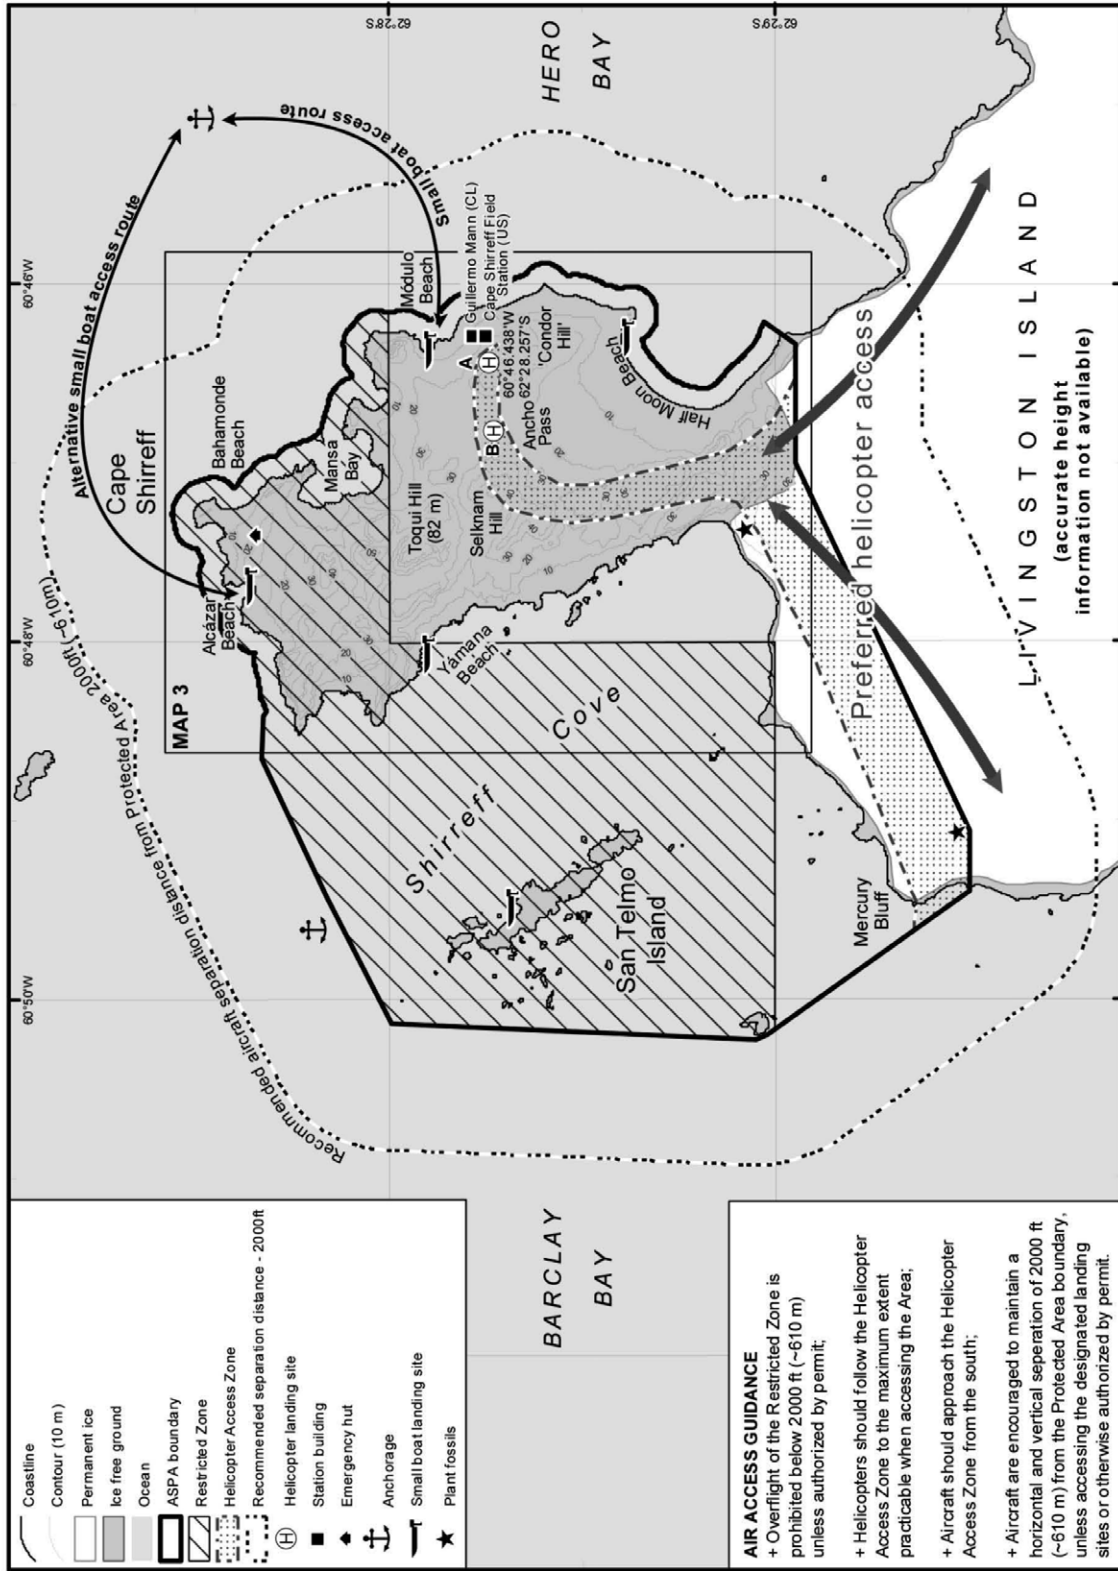 Coastline
Contour (10 m)
Permanent ice
Ice free ground
Ocean
ASPA boundary
Restricted Zone
Helicopter Access Zone
Recommended separation distance - 2000ft
H Helicopter landing site
Station building
Emergency hut
Anchorage
Small boat landing site
Plant fossils
AIR ACCESS GUIDANCE
+ Overflight of the Restricted Zone is
prohibited below 2000 ft (~610 m)
unless authorized by permit;
+ Helicopters should follow the Helicopter
Access Zone to the maximum extent
practicable when accessing the Area;
+ Aircraft should approach the Helicopter
Access Zone from the south;
+ Aircraft are encouraged to maintain a
horizontal and vertical seperation of 2000 ft
(~610 m) from the Protected Area boundary,
unless accessing the designated landing
sites or otherwise authorized by permit.
BARCLAY
BAY
60°50'W
60°48'W
60°46'W
62°28'S
62°29'S
Recommended aircraft separation distance from Protected Area 2000ft (~610m)
Alternative small boat access route
Small boat access route
MAP 3
Cape
Shirreff
Alcázar
Beach
Bahamonde
Beach
Mansa
Bay
Módulo
Beach
Toqui Hill
(82 m)
Guillermo Mann (CL)
Cape Shirreff Field
Station (US)
A
H
60°46.438'W
62°28.257'S
B
H
Selknam
Hill
Ancho
Pass
'Condor
Hill'
Half Moon Beach
Yámana
Beach
Shirreff
Cove
San Telmo
Island
Mercury
Bluff
Preferred helicopter access
HERO
BAY
LIVINGSTON ISLAND
(accurate height
information not available)